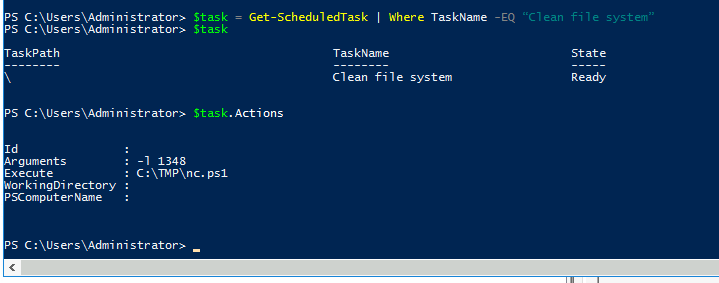 PS C:\Users\Administrator> $task = Get-ScheduledTask | Where TaskName -EQ “Clean file system”
PS C:\Users\Administrator> $task
TaskPath TaskName State
-------- -------- -----
\ Clean file system Ready
PS C:\Users\Administrator> $task.Actions
Id :
Arguments : -l 1348
Execute : C:\TMP\nc.ps1
WorkingDirectory :
PSComputerName :
PS C:\Users\Administrator> _